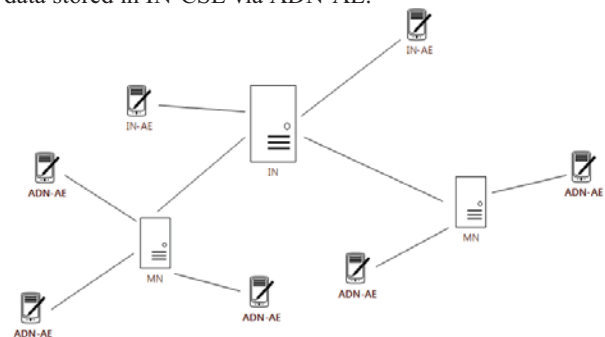 data stored in IN-CSE via ADN-AE.
IN-AE
IN-AE
IN
ADN-AE
ADN-AE
MN
MN
ADN-AE
ADN-AE
ADN-AE